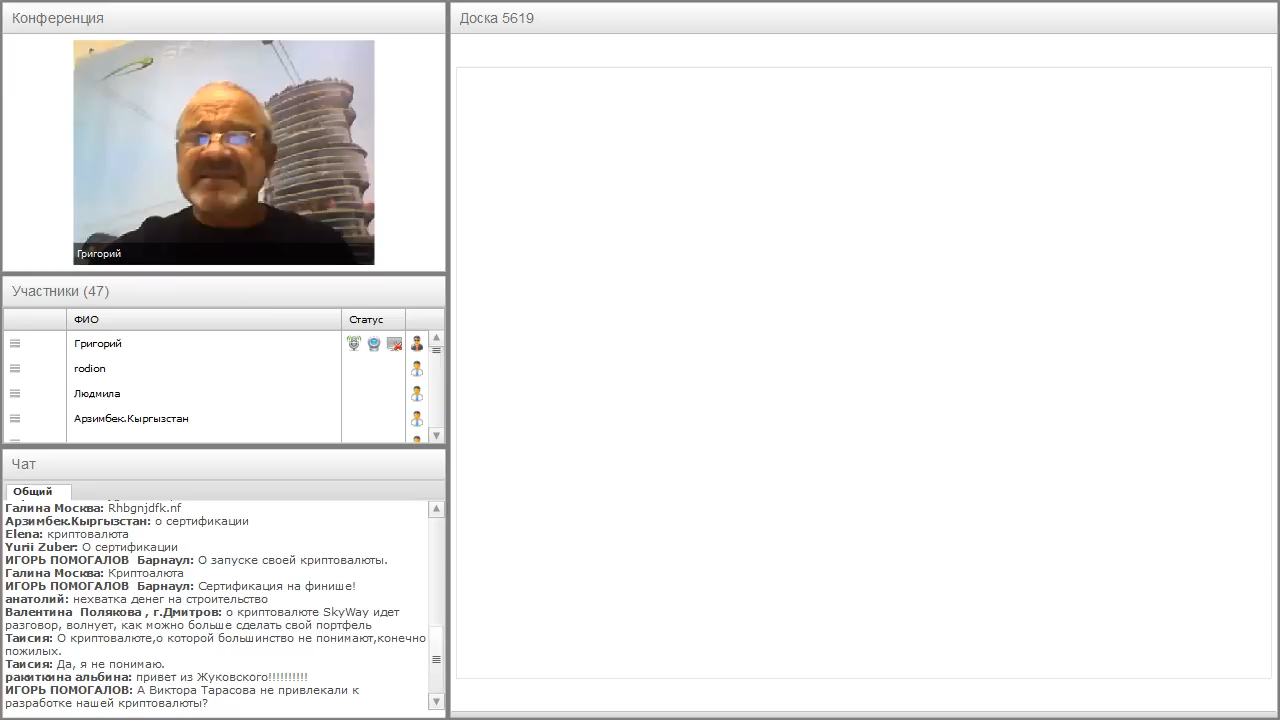 Конференция
Григорий
Участники (47)
ФИО
Статус
Григорий
rodion
Людмила
Арзимбек.Кыргызстан
Чат
Общий
Галина Москва: Rhbgnjdfk.nf
Арзимбек.Кыргызстан: о сертификации
Elena: криптовалюта
Yurii Zuber: О сертификации
ИГОРЬ ПОМОГАЛОВ Барнаул: О запуске своей криптовалюты.
Галина Москва: Криптоалюта
ИГОРЬ ПОМОГАЛОВ Барнаул: Сертификация на финише!
анатолий: нехватка денег на строительство
Валентина Полякова , г.Дмитров: о криптовалюте SkyWay идет
разговор, волнует, как можно больше сделать свой портфель
Таисия: О криптовалюте,о которой большинство не понимают,конечно
пожилых.
Таисия: Да, я не понимаю.
ракиткина альбина: привет из Жуковского!!!!!!!!!!
ИГОРЬ ПОМОГАЛОВ: А Виктора Тарасова не привлекали к
разработке нашей криптовалюты?
Доска 5619